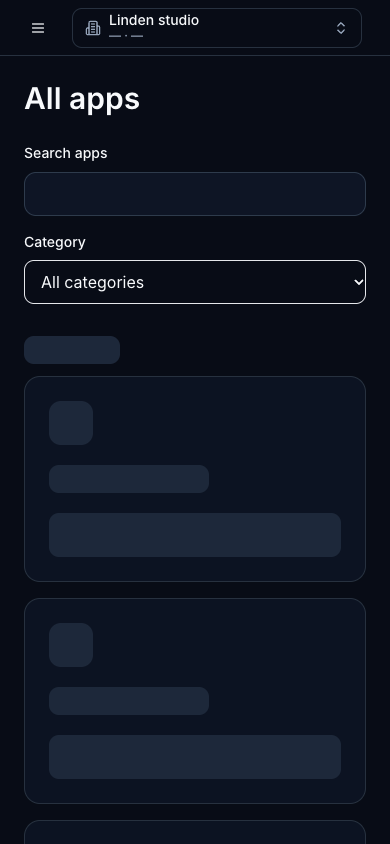 Linden studio
— · —
All apps
Search apps
Category
All categories